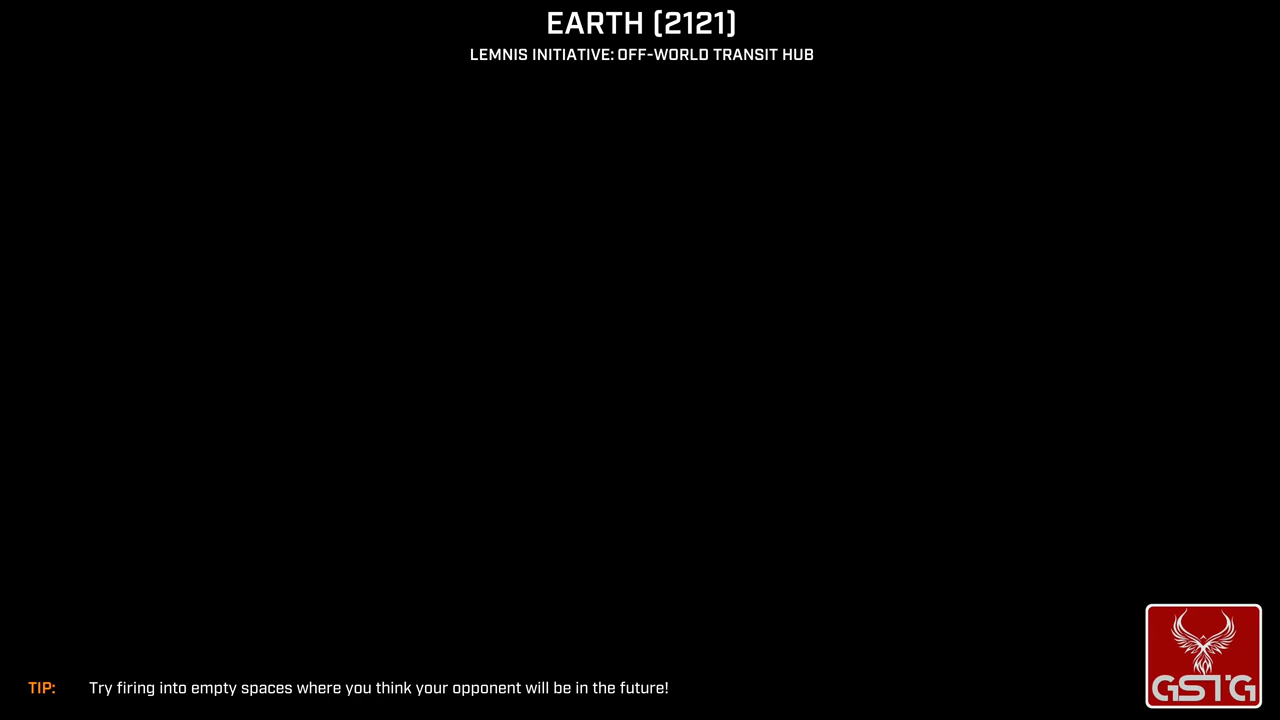 EARTH [2121]
LEMNIS INITIATIVE: OFF-WORLD TRANSIT HUB
TIP: Try firing into empty spaces where you think your opponent will be in the future!
GSTG